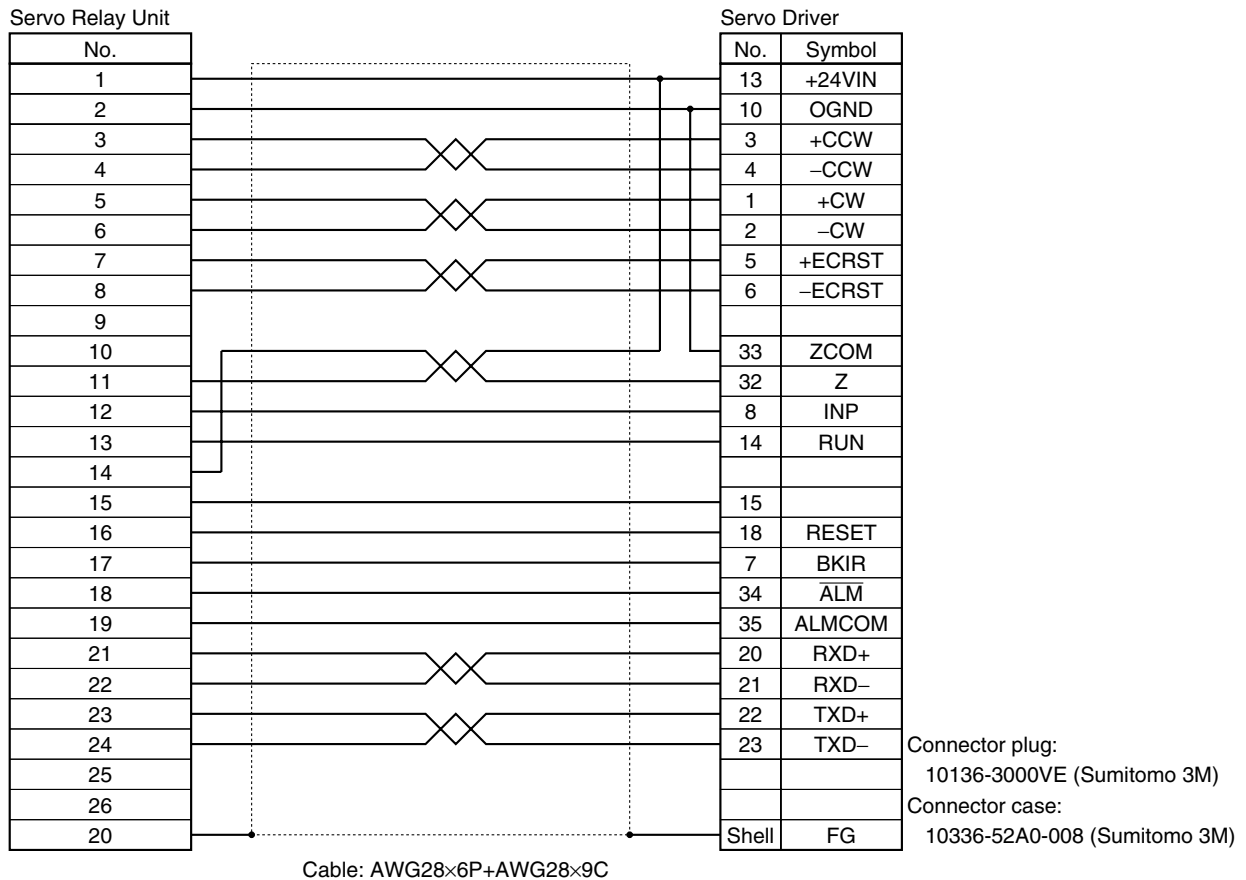 Servo Relay Unit Servo Driver
No. No. Symbol
1 13 +24VIN
2 10 OGND
3 3 +CCW
4 4 −CCW
5 1 +CW
6 2 −CW
7 5 +ECRST
8 6 −ECRST
9
10 33 ZCOM
11 32 Z
12 8 INP
13 14 RUN
14
15 15
16 18 RESET
17 7 BKIR
18 34 A̅L̅M̅
19 35 ALMCOM
21 20 RXD+
22 21 RXD−
23 22 TXD+
24 23 TXD− Connector plug:
25 10136-3000VE (Sumitomo 3M)
26 Connector case:
20 Shell FG 10336-52A0-008 (Sumitomo 3M)
Cable: AWG28×6P+AWG28×9C